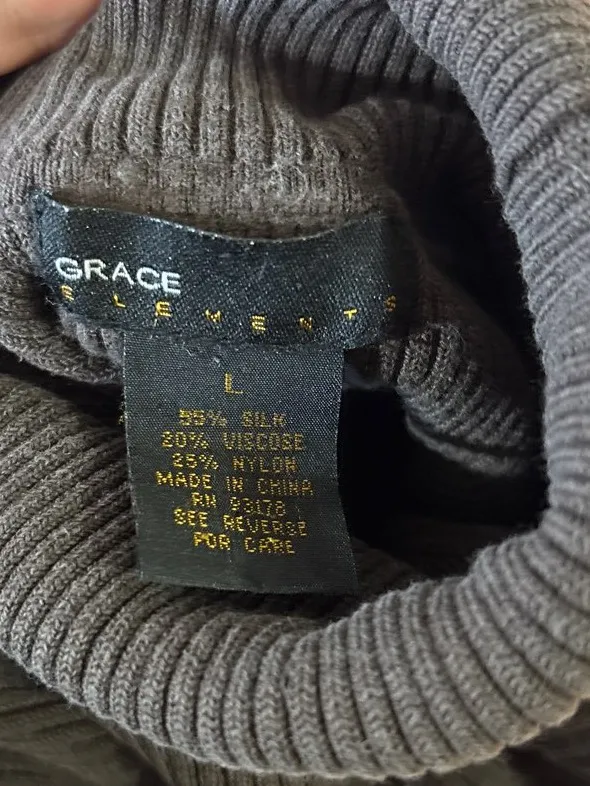 GRACE
ELEMENTS
L
55% SILK
20% VISCOSE
25% NYLON
MADE IN CHINA
RN 93178
SEE REVERSE
FOR CARE